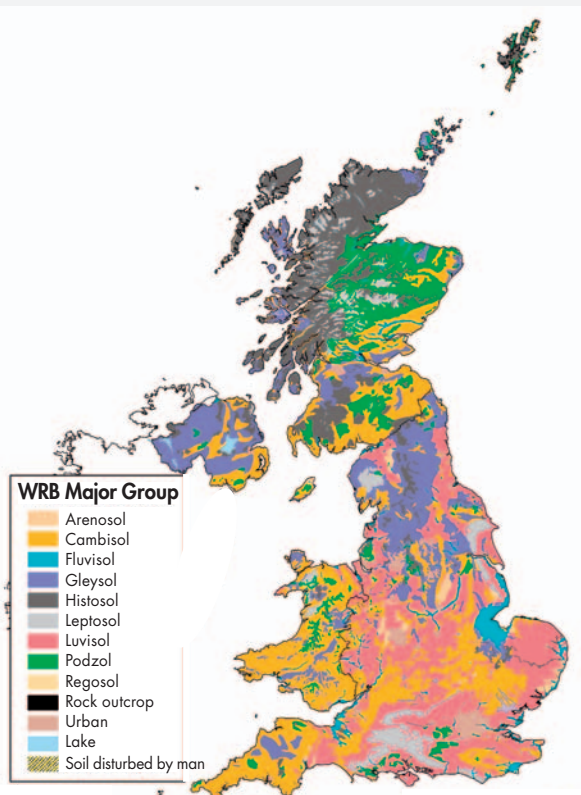 WRB Major Group
Arenosol
Cambisol
Fluvisol
Gleysol
Histosol
Leptosol
Luvisol
Podzol
Regosol
Rock outcrop
Urban
Lake
Soil disturbed by man